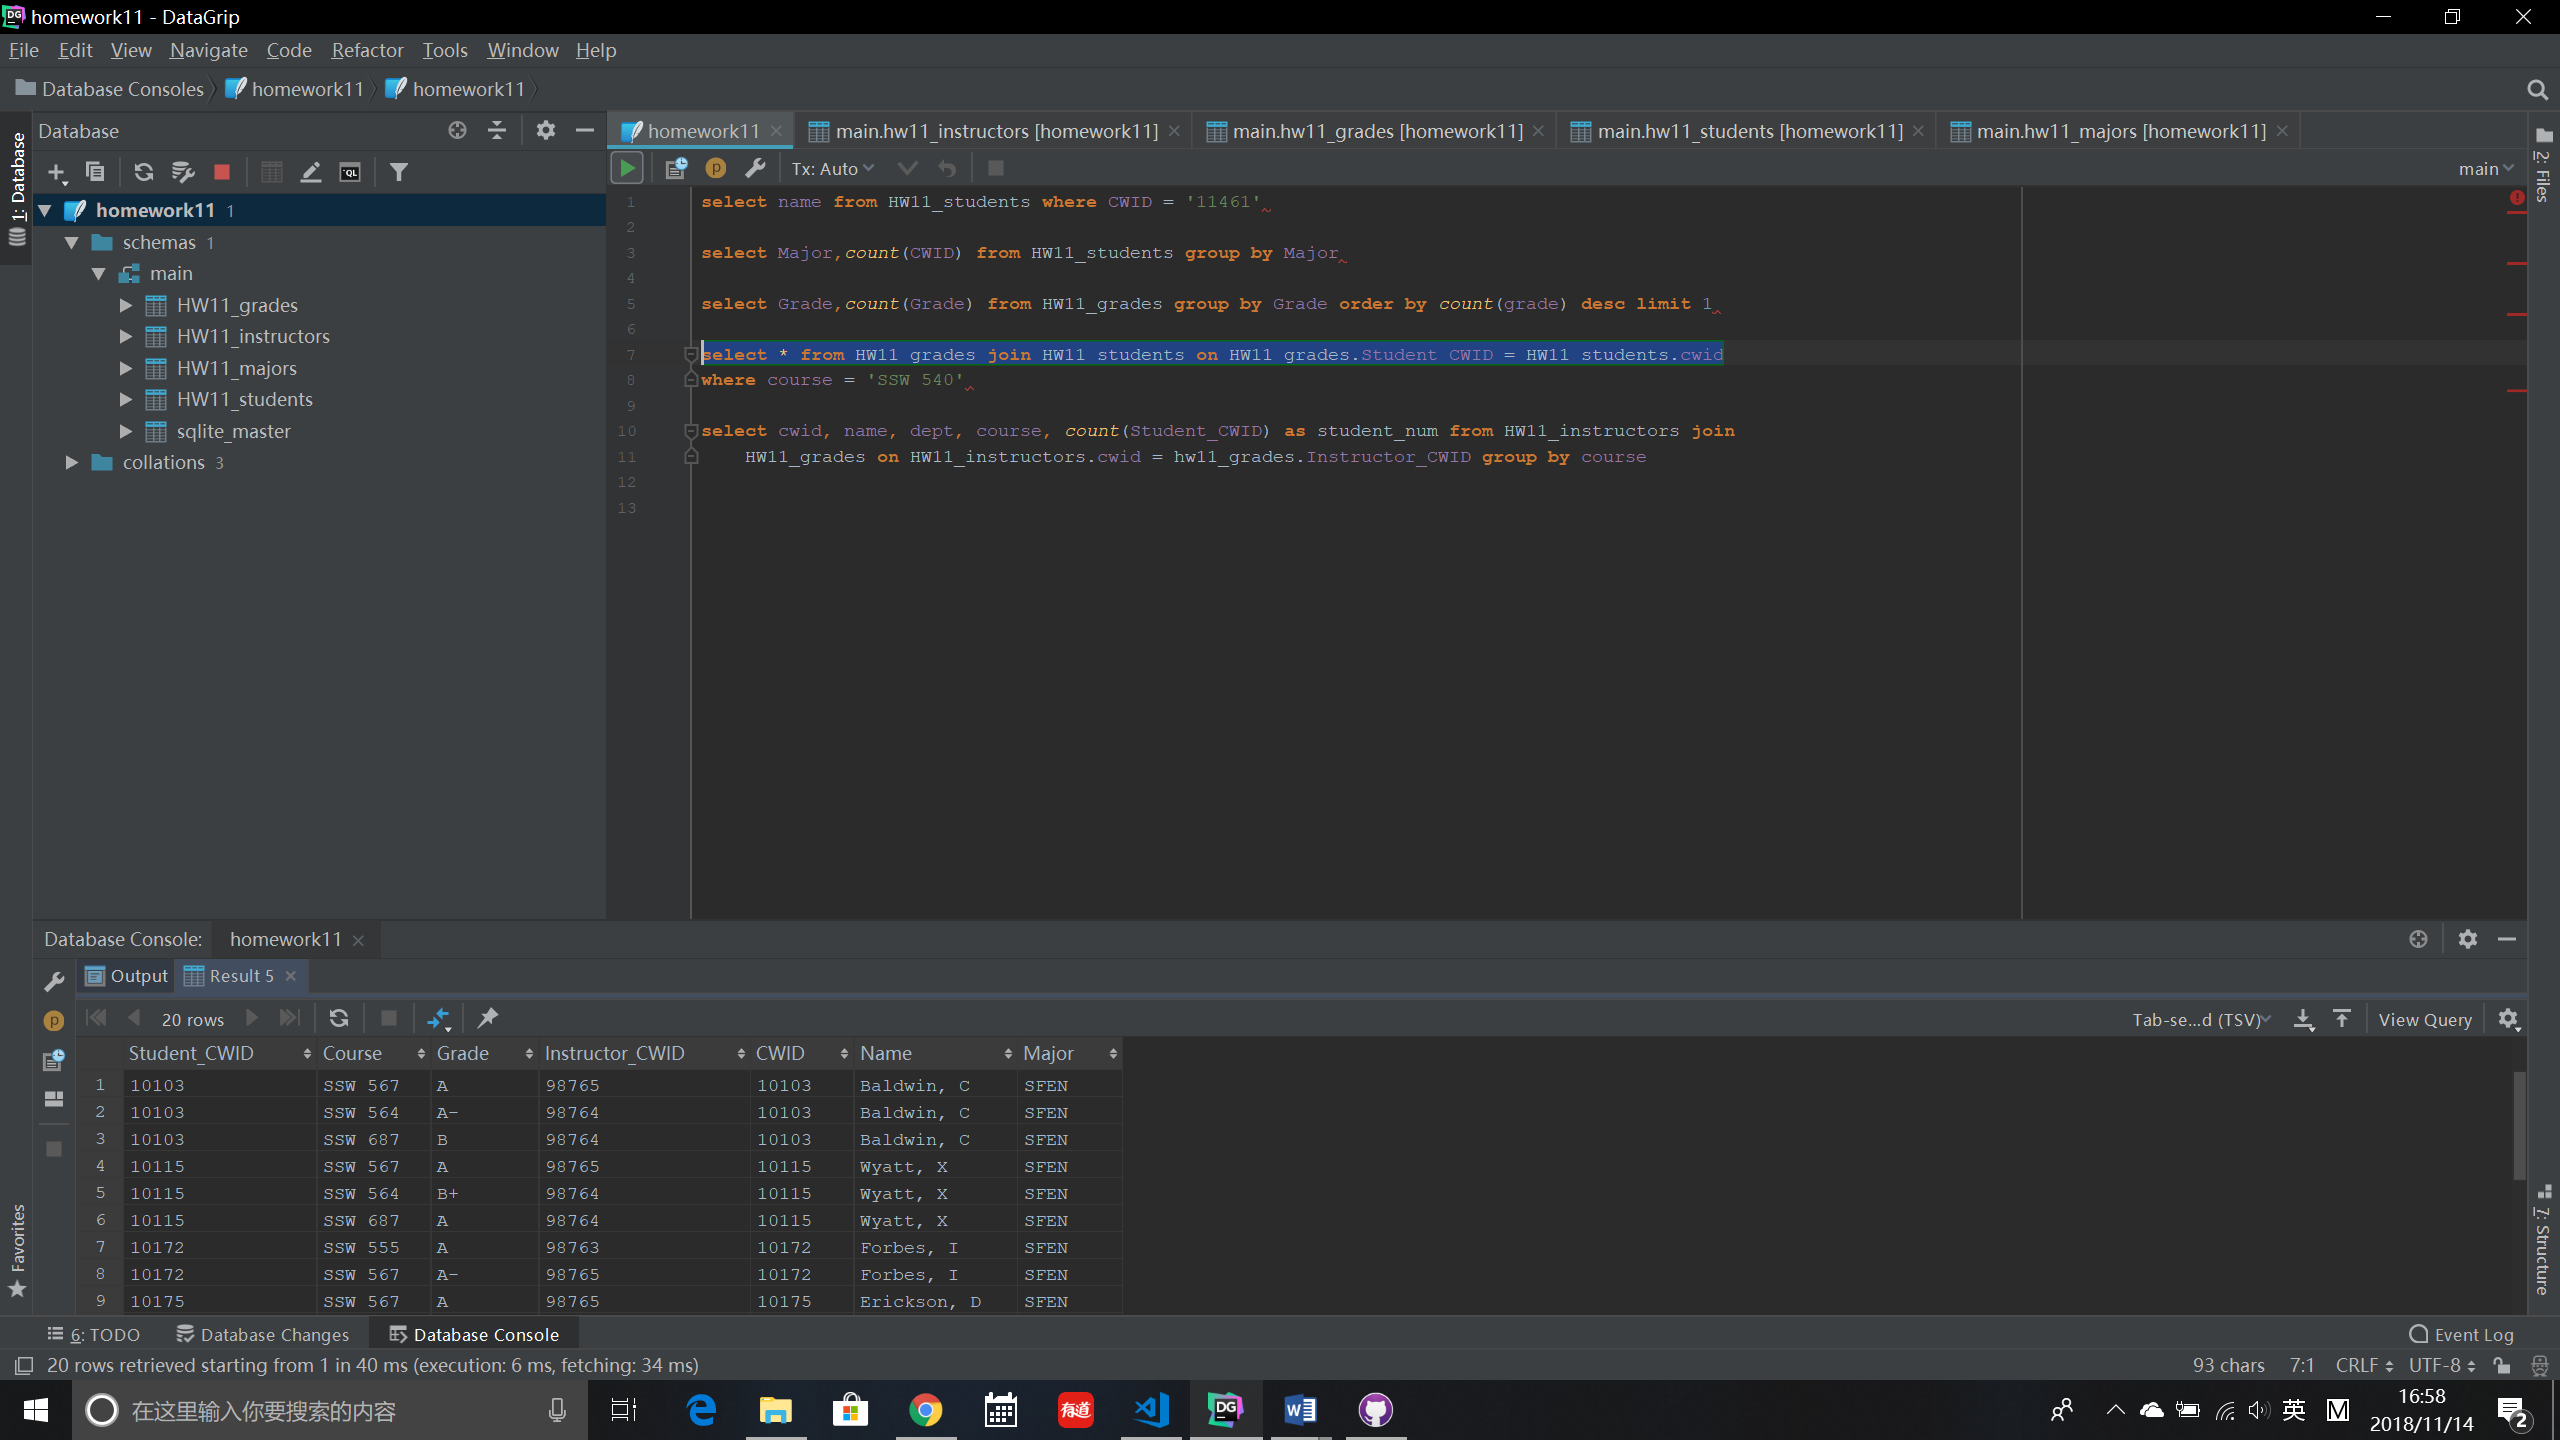 homework11 - DataGrip
File Edit View Navigate Code Refactor Tools Window Help
Database Consoles homework11 homework11
Database
homework11 main.hw11_instructors [homework11] main.hw11_grades [homework11] main.hw11_students [homework11] main.hw11_majors [homework11]
Tx: Auto main
1: Database
2: Files
homework11 1
schemas 1
main
HW11_grades
HW11_instructors
HW11_majors
HW11_students
sqlite_master
collations 3
1 select name from HW11_students where CWID = '11461'
2
3 select Major,count(CWID) from HW11_students group by Major
4
5 select Grade,count(Grade) from HW11_grades group by Grade order by count(grade) desc limit 1
6
7 select * from HW11_grades join HW11_students on HW11_grades.Student_CWID = HW11_students.cwid
8 where course = 'SSW 540'
9
10 select cwid, name, dept, course, count(Student_CWID) as student_num from HW11_instructors join
11 HW11_grades on HW11_instructors.cwid = hw11_grades.Instructor_CWID group by course
12
13
Database Console: homework11
Output Result 5
20 rows Tab-se...d (TSV) View Query
Student_CWID Course Grade Instructor_CWID CWID Name Major
1 10103 SSW 567 A 98765 10103 Baldwin, C SFEN
2 10103 SSW 564 A- 98764 10103 Baldwin, C SFEN
3 10103 SSW 687 B 98764 10103 Baldwin, C SFEN
4 10115 SSW 567 A 98765 10115 Wyatt, X SFEN
5 10115 SSW 564 B+ 98764 10115 Wyatt, X SFEN
6 10115 SSW 687 A 98764 10115 Wyatt, X SFEN
7 10172 SSW 555 A 98763 10172 Forbes, I SFEN
8 10172 SSW 567 A- 98765 10172 Forbes, I SFEN
9 10175 SSW 567 A 98765 10175 Erickson, D SFEN
Favorites
7: Structure
6: TODO Database Changes Database Console Event Log
20 rows retrieved starting from 1 in 40 ms (execution: 6 ms, fetching: 34 ms) 93 chars 7:1 CRLF UTF-8
在这里输入你要搜索的内容 有道 DG 英 M 16:58
2018/11/14 2